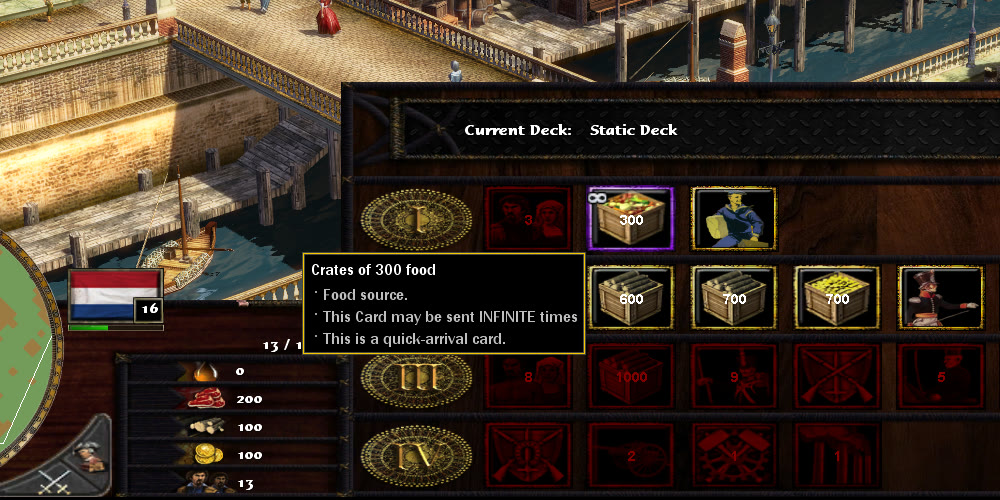 Current Deck: Static Deck
I
3
∞
300
Crates of 300 food
· Food source.
· This Card may be sent INFINITE times
· This is a quick-arrival card.
600
700
700
16
13 / 1
III
8
1000
9
5
0
200
100
100
13
IV
2
1
1